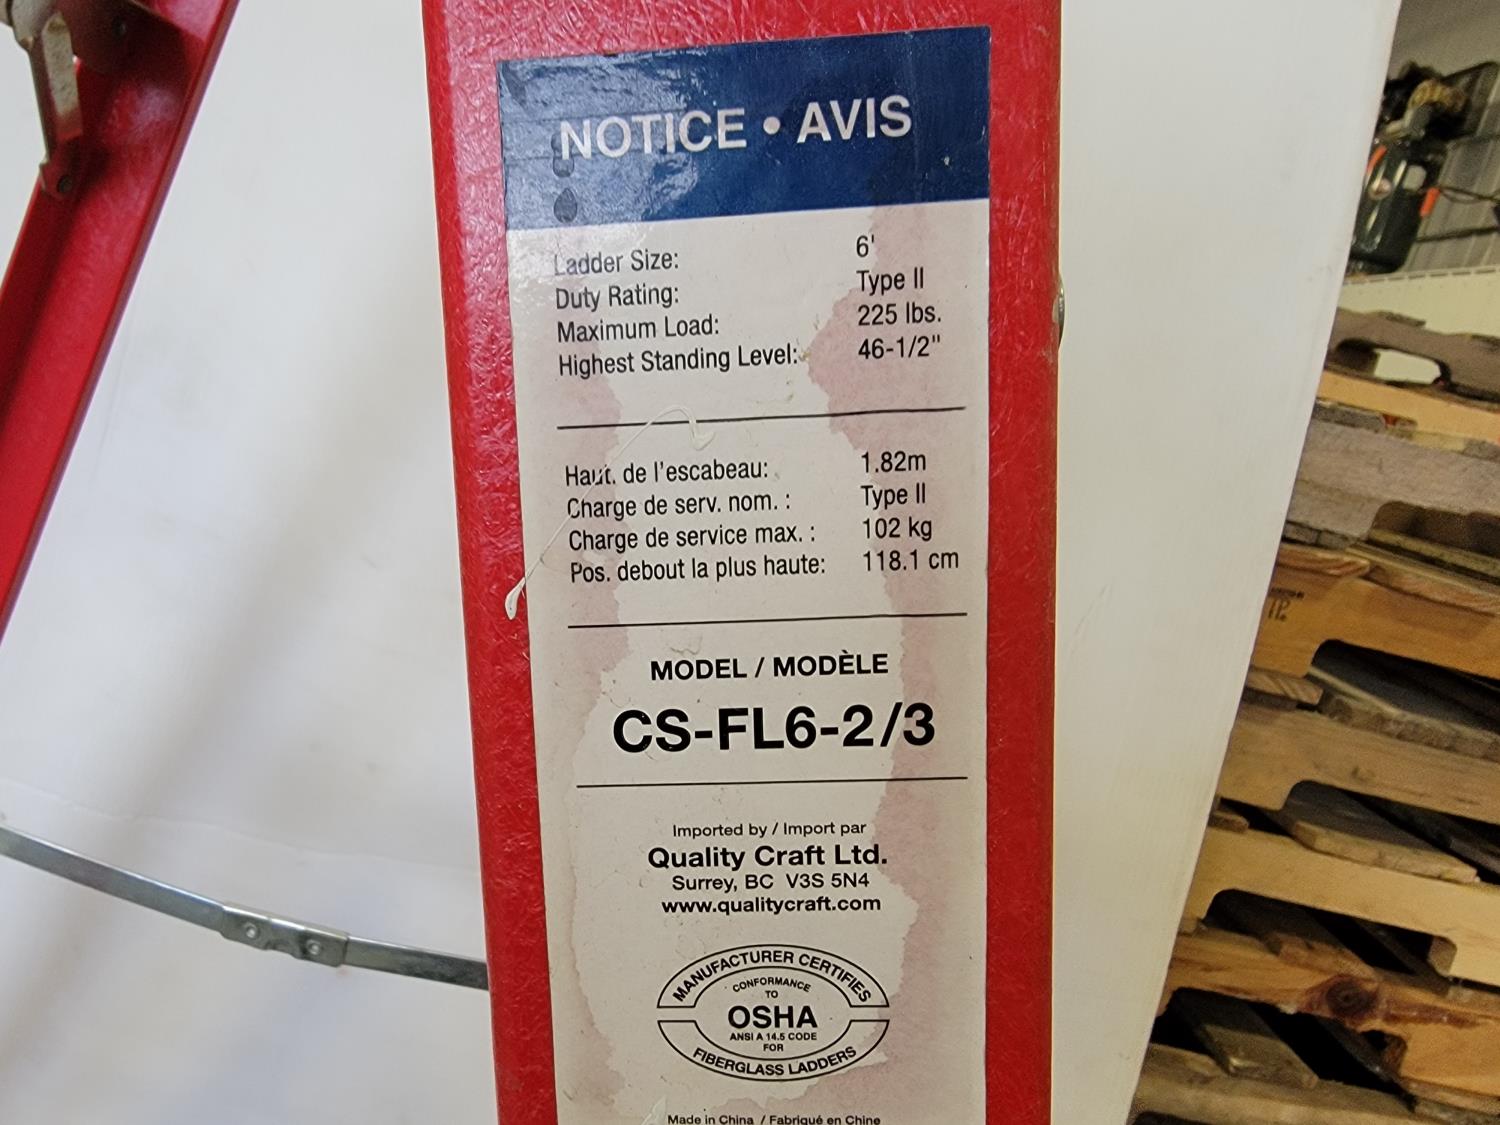 NOTICE • AVIS
Ladder Size: 6'
Duty Rating: Type II
Maximum Load: 225 lbs.
Highest Standing Level: 46-1/2"
Haut. de l'escabeau: 1.82m
Charge de serv. nom. : Type II
Charge de service max. : 102 kg
Pos. debout la plus haute: 118.1 cm
MODEL / MODÈLE
CS-FL6-2/3
Imported by / Import par
Quality Craft Ltd.
Surrey, BC V3S 5N4
www.qualitycraft.com
MANUFACTURER CERTIFIES
CONFORMANCE
TO
OSHA
ANSI A 14.5 CODE
FOR
FIBERGLASS LADDERS
Made in China / Fabriqué en Chine